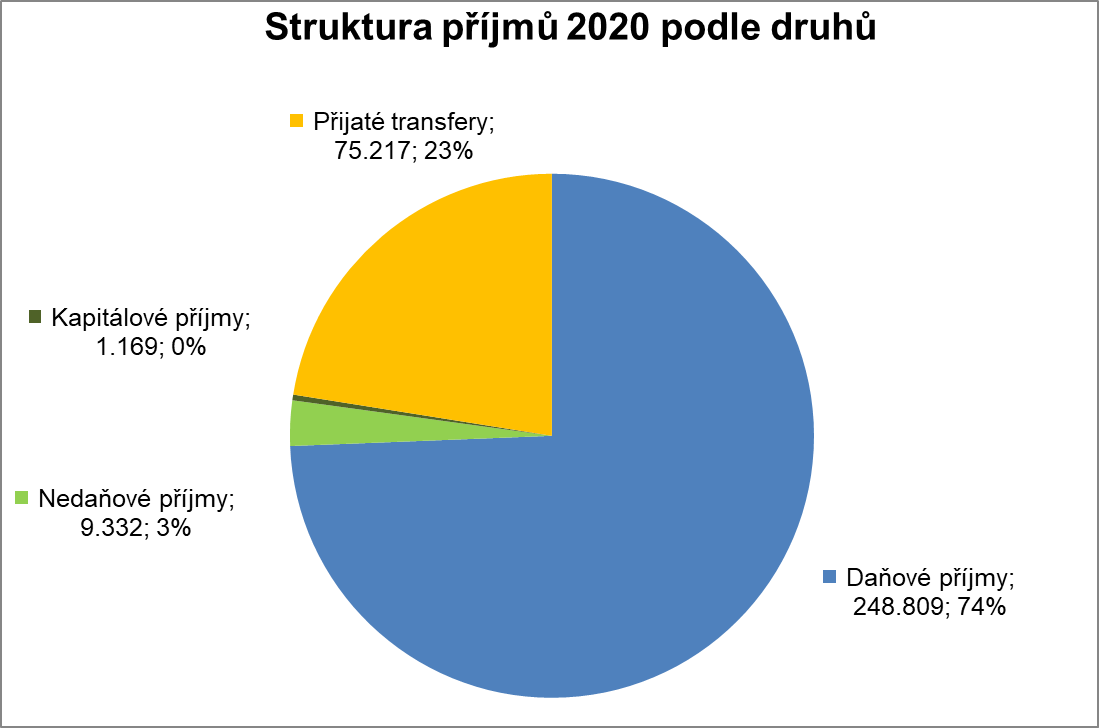 Struktura příjmů 2020 podle druhů
Přijaté transfery;
75.217; 23%
Kapitálové příjmy;
1.169; 0%
Nedaňové příjmy;
9.332; 3%
Daňové příjmy;
248.809; 74%